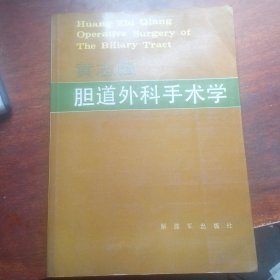 Huang Zhi Qiang
Operative Surgery of
The Biliary Tract
黄志强
胆道外科手术学
解放军出版社